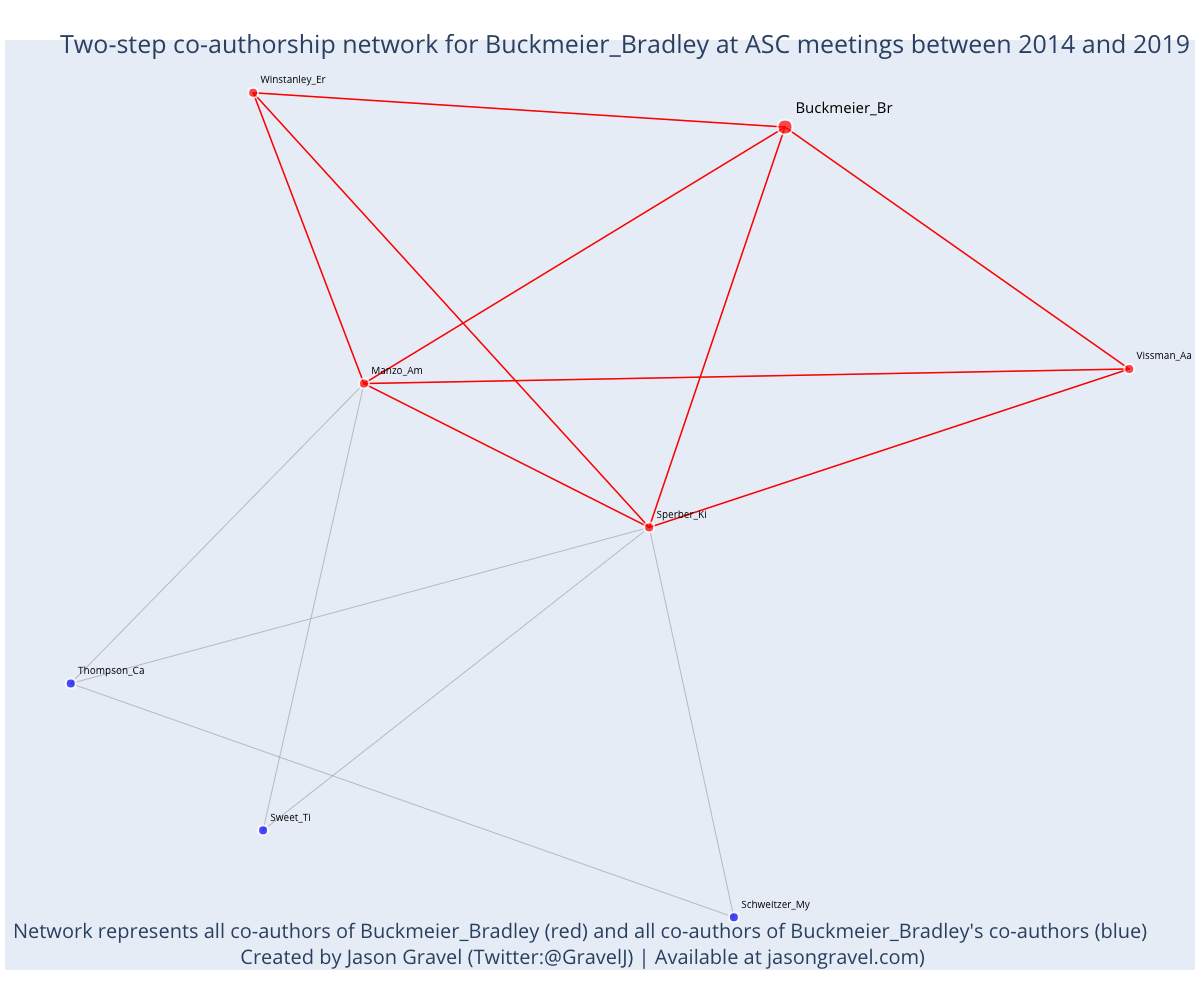 Two-step co-authorship network for Buckmeier_Bradley at ASC meetings between 2014 and 2019
Winstanley_Er
Buckmeier_Br
Vissman_Aa
Manzo_Am
Sperber_Ki
Thompson_Ca
Sweet_Ti
Schweitzer_My
Network represents all co-authors of Buckmeier_Bradley (red) and all co-authors of Buckmeier_Bradley's co-authors (blue)
Created by Jason Gravel (Twitter:@GravelJ) | Available at jasongravel.com)